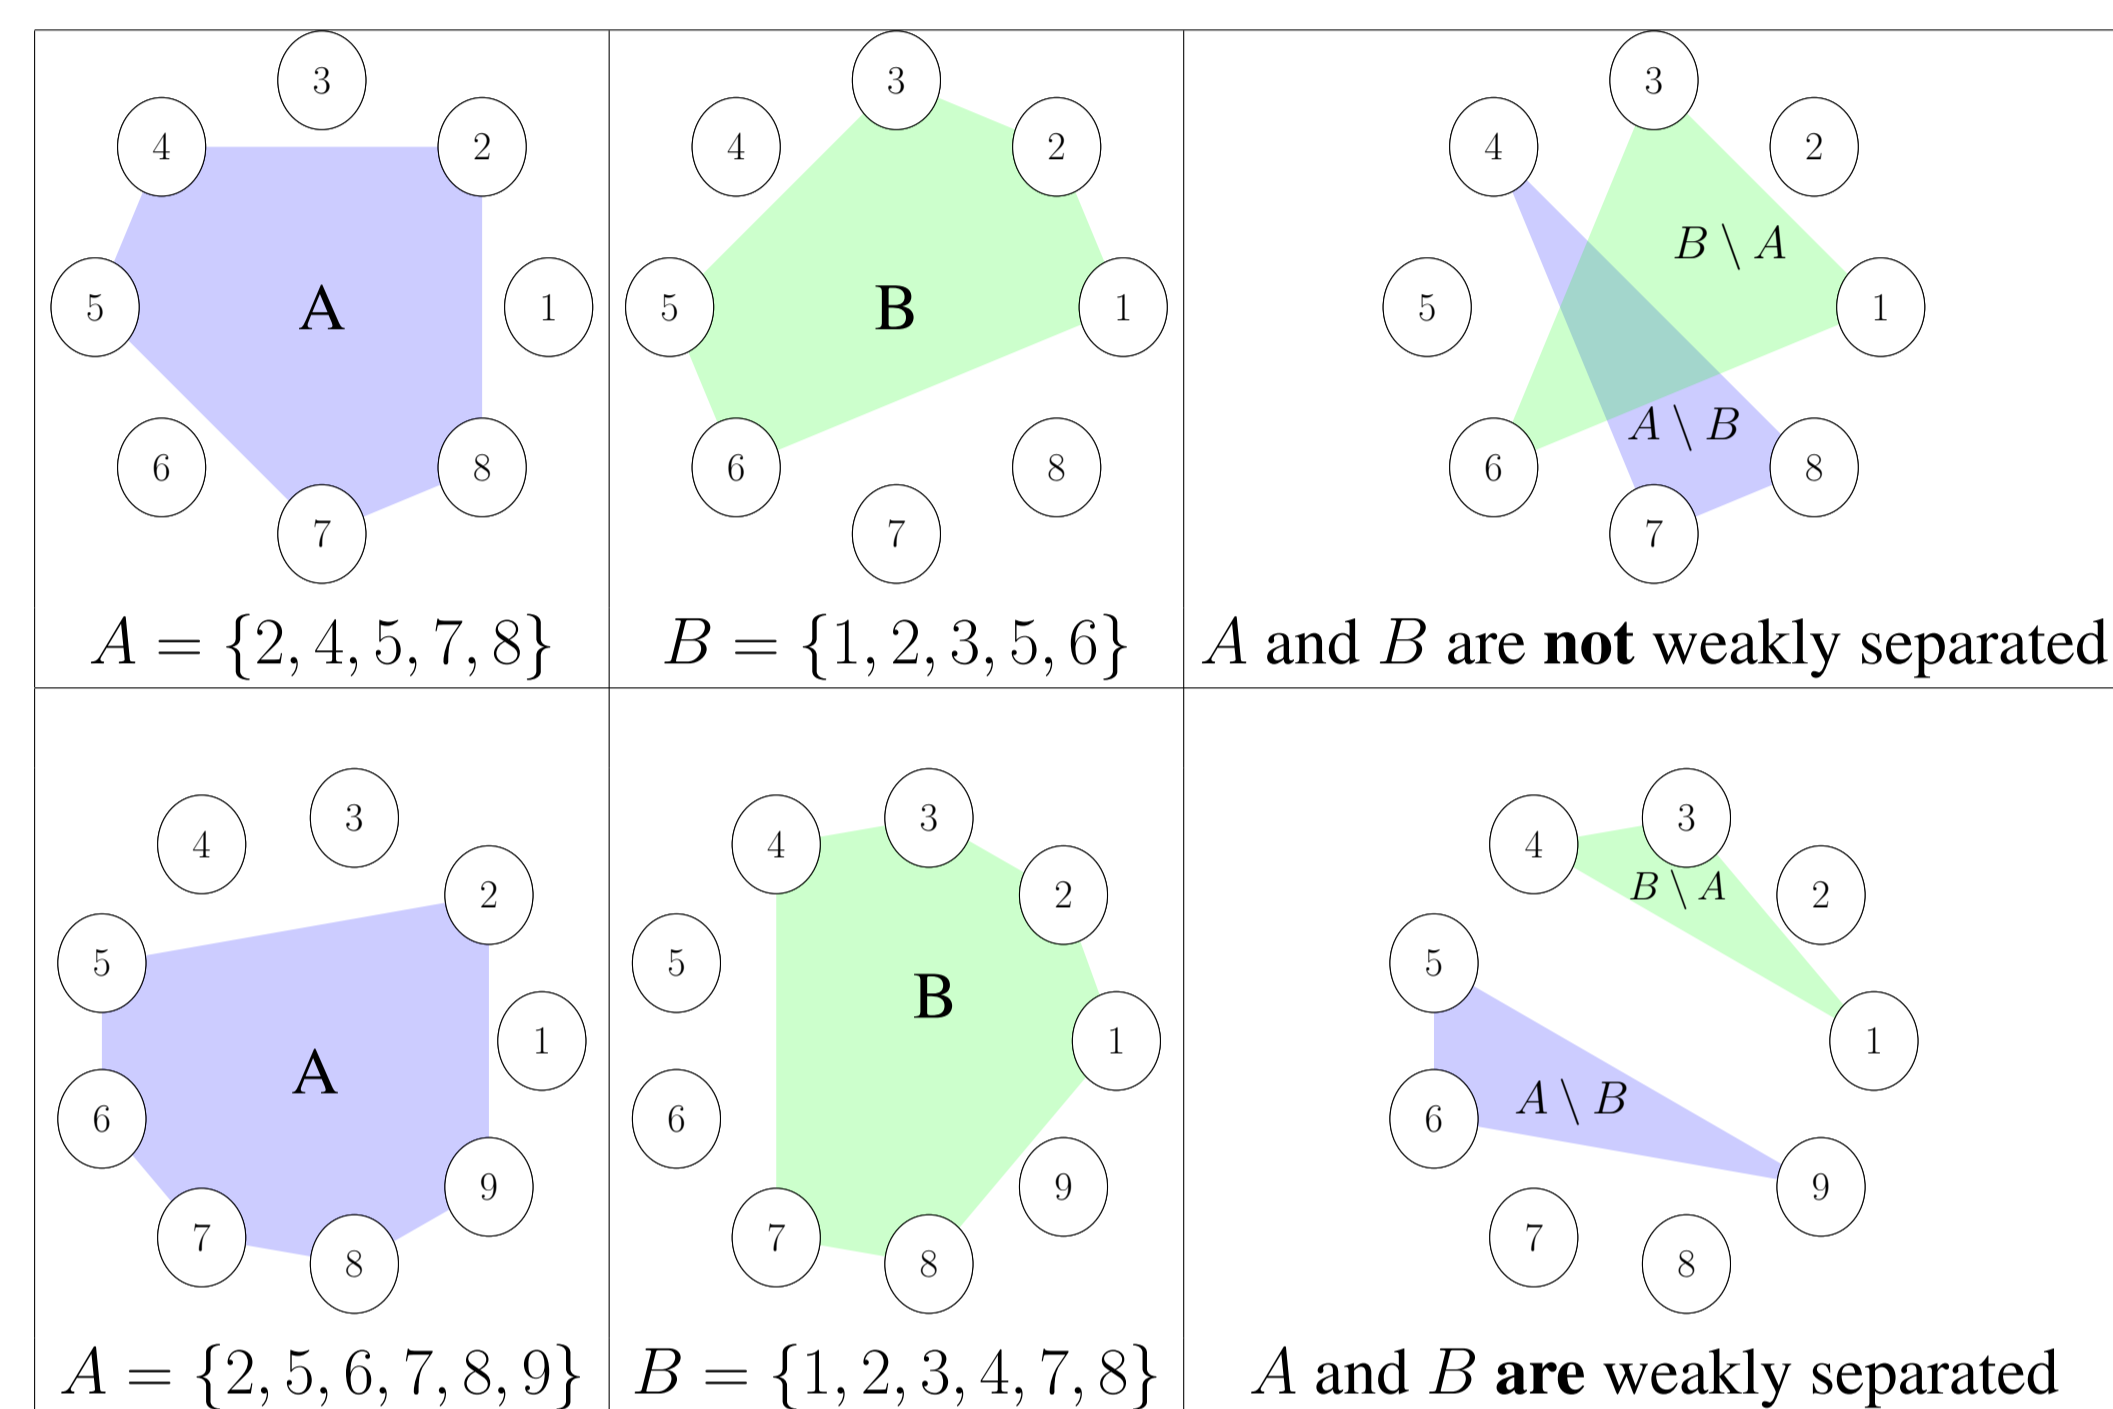 3
4 2
5 A 1
6 8
7
A = {2, 4, 5, 7, 8}
3
4 2
5 B 1
6 8
7
B = {1, 2, 3, 5, 6}
3
4 2
B \ A
5 1
A \ B
6 8
7
A and B are not weakly separated
3
4
2
5
A 1
6
9
7
8
A = {2, 5, 6, 7, 8, 9}
3
4
2
5
B
1
6
9
7
8
B = {1, 2, 3, 4, 7, 8}
3
4
B \ A 2
5
1
A \ B
6
9
7
8
A and B are weakly separated